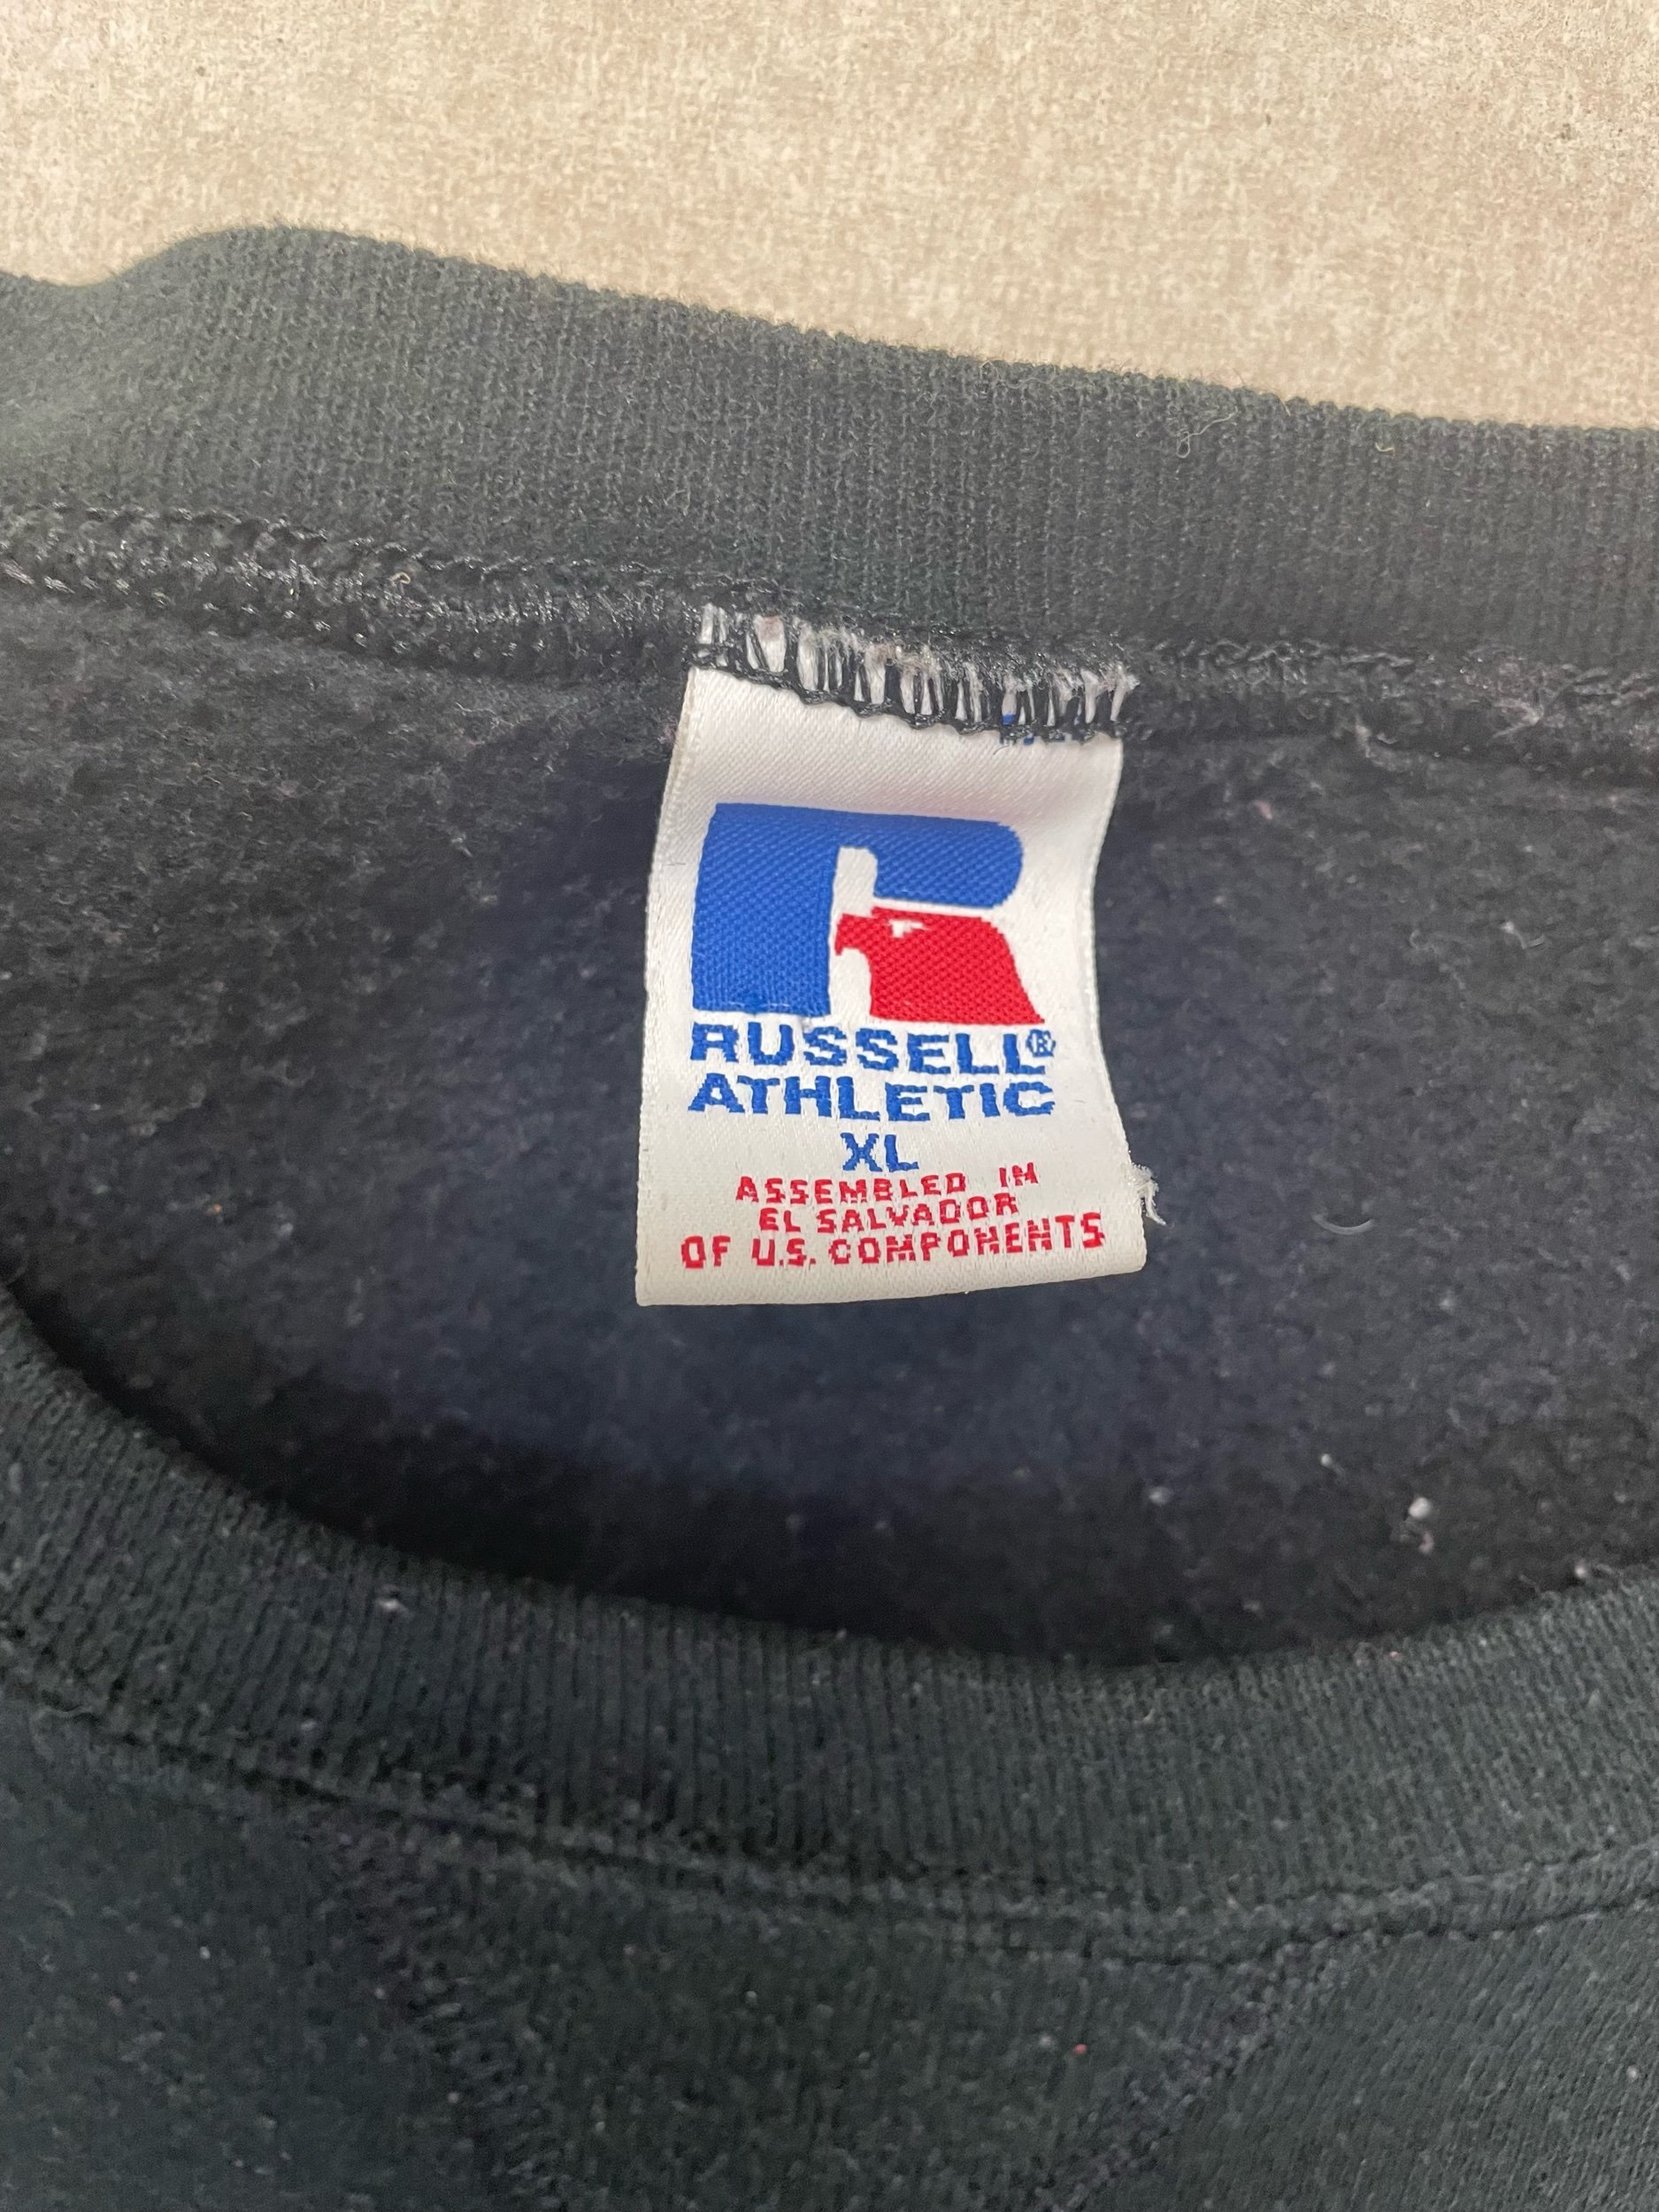 RUSSELL®
ATHLETIC
XL
ASSEMBLED IN
EL SALVADOR
OF U.S. COMPONENTS